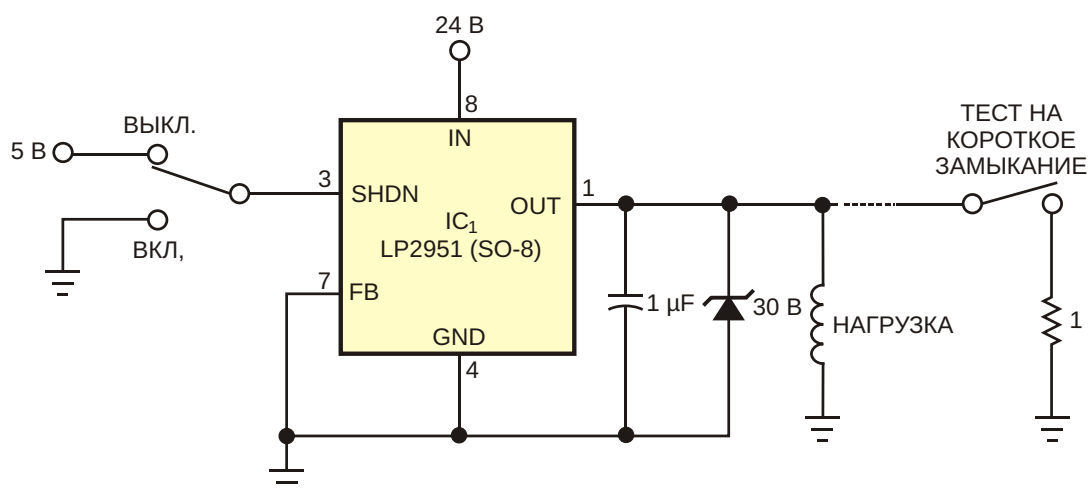 24 В
8
IN
ВЫКЛ.
5 В
ВКЛ,
3
SHDN
OUT
1
IC1
LP2951 (SO-8)
7
FB
GND
4
1 µF
30 В
НАГРУЗКА
ТЕСТ НА
КОРОТКОЕ
ЗАМЫКАНИЕ
1